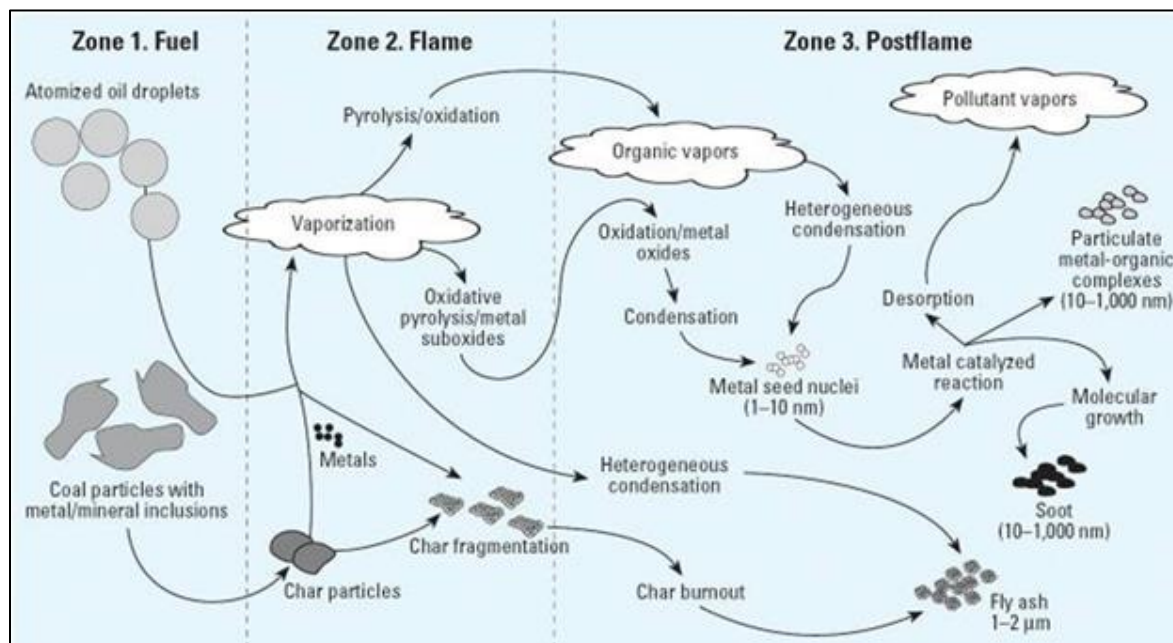 Zone 1. Fuel
Atomized oil droplets
Coal particles with
metal/mineral inclusions
Zone 2. Flame
Pyrolysis/oxidation
Vaporization
Oxidative
pyrolysis/metal
suboxides
Metals
Char fragmentation
Char particles
Zone 3. Postflame
Organic vapors
Oxidation/metal
oxides
Condensation
Heterogeneous
condensation
Metal seed nuclei
(1–10 nm)
Heterogeneous
condensation
Char burnout
Pollutant vapors
Particulate
metal-organic
complexes
(10–1,000 nm)
Desorption
Metal catalyzed
reaction
Molecular
growth
Soot
(10–1,000 nm)
Fly ash
1–2 μm